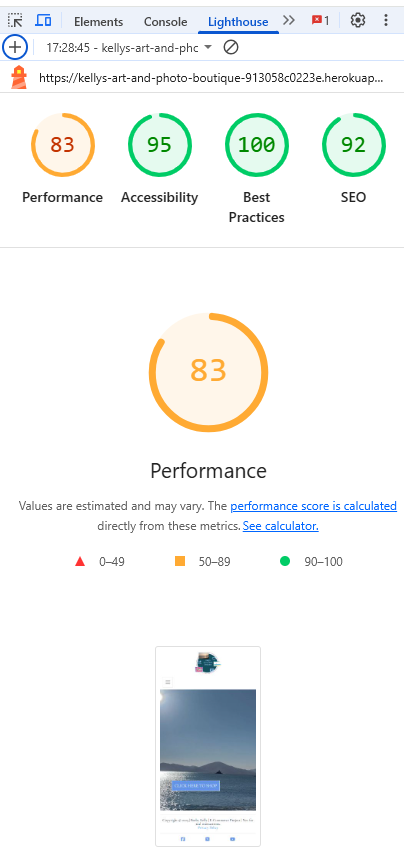 Elements Console Lighthouse 1
17:28:45 - kellys-art-and-phc
https://kellys-art-and-photo-boutique-913058c0223e.herokuap...
83 95 100 92
Performance Accessibility Best Practices SEO
83
Performance
Values are estimated and may vary. The performance score is calculated
directly from these metrics. See calculator.
0–49 50–89 90–100
CLICK HERE TO SHOP
Privacy Policy